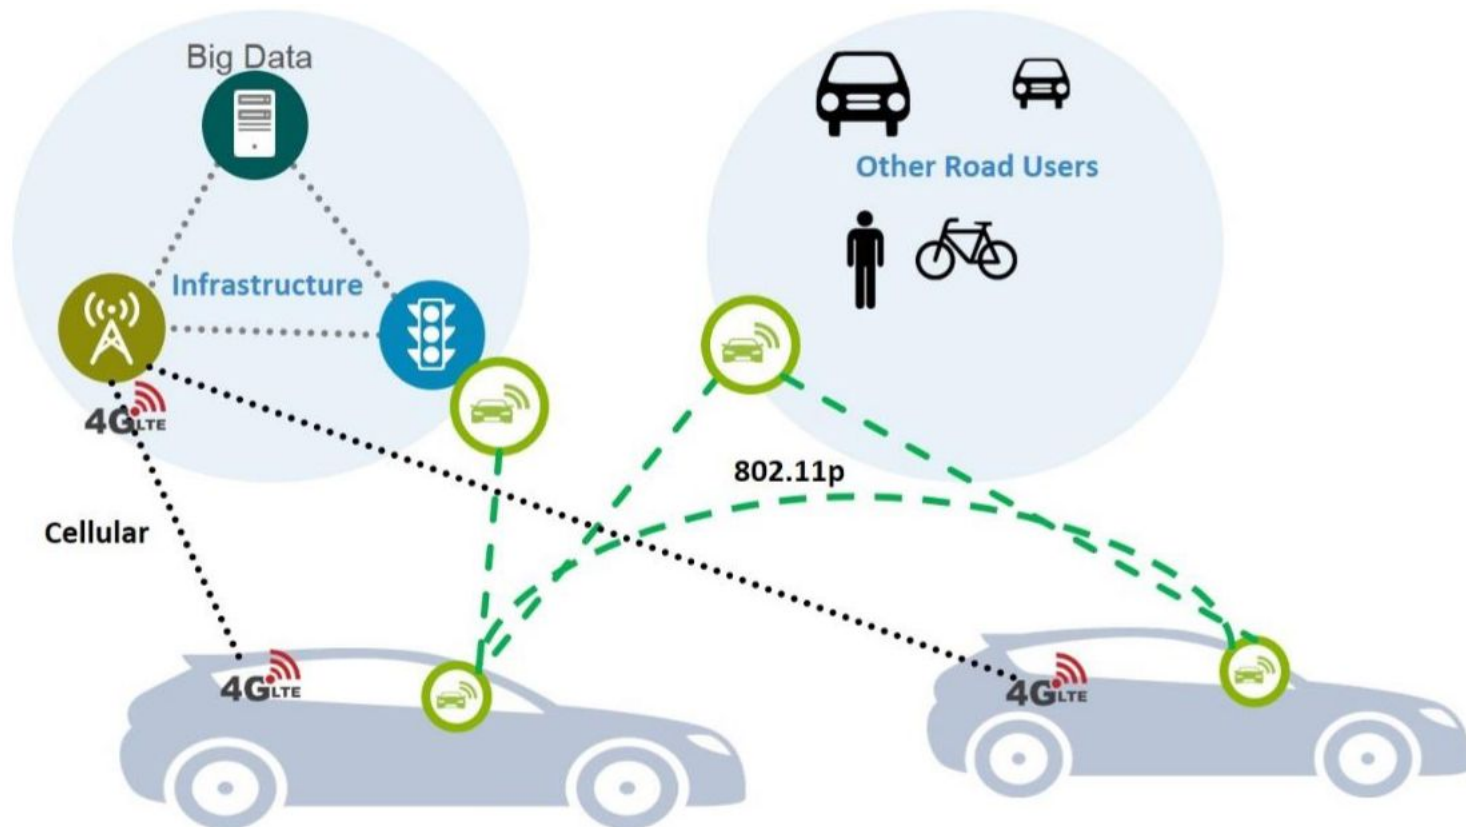 Big Data
Other Road Users
Infrastructure
4G LTE
802.11p
Cellular
4G LTE
4G LTE